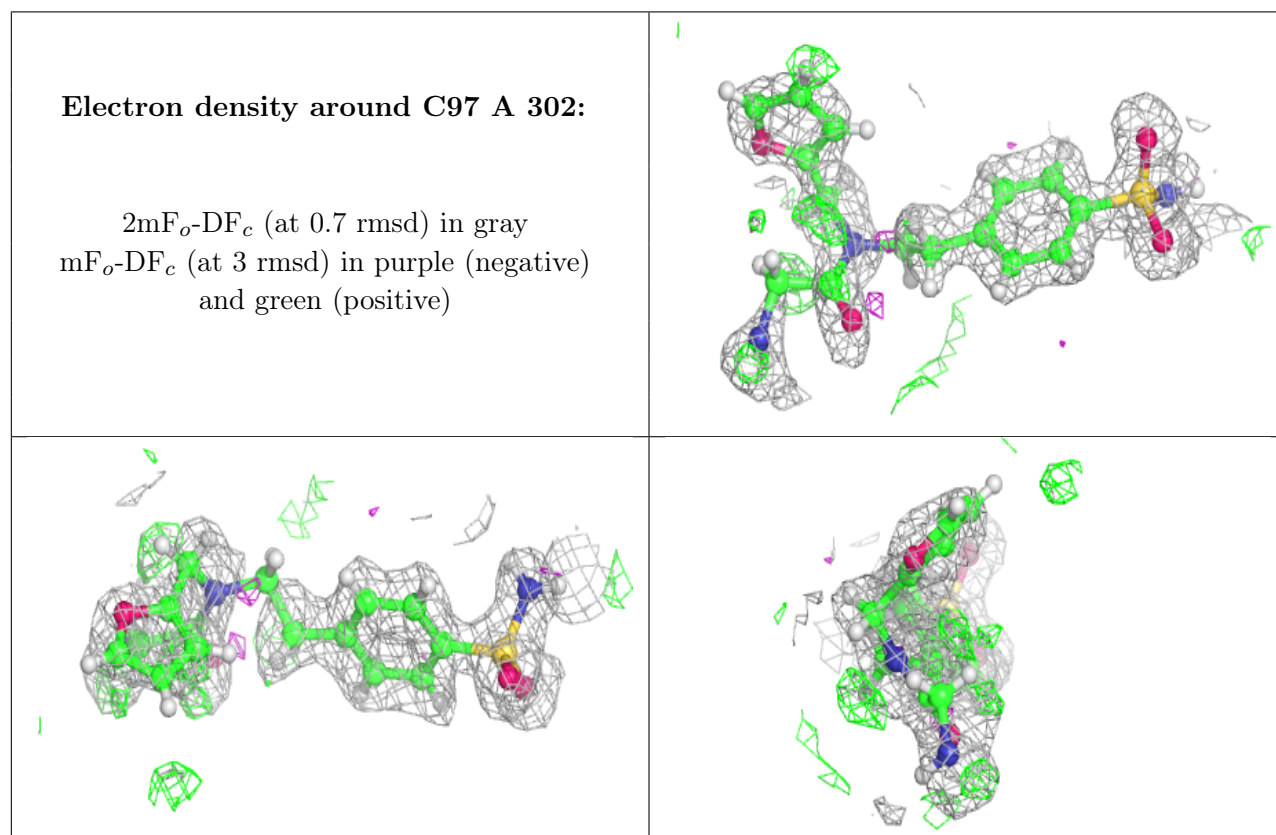 Electron density around C97 A 302:
2mFo-DFc (at 0.7 rmsd) in gray
mFo-DFc (at 3 rmsd) in purple (negative)
and green (positive)